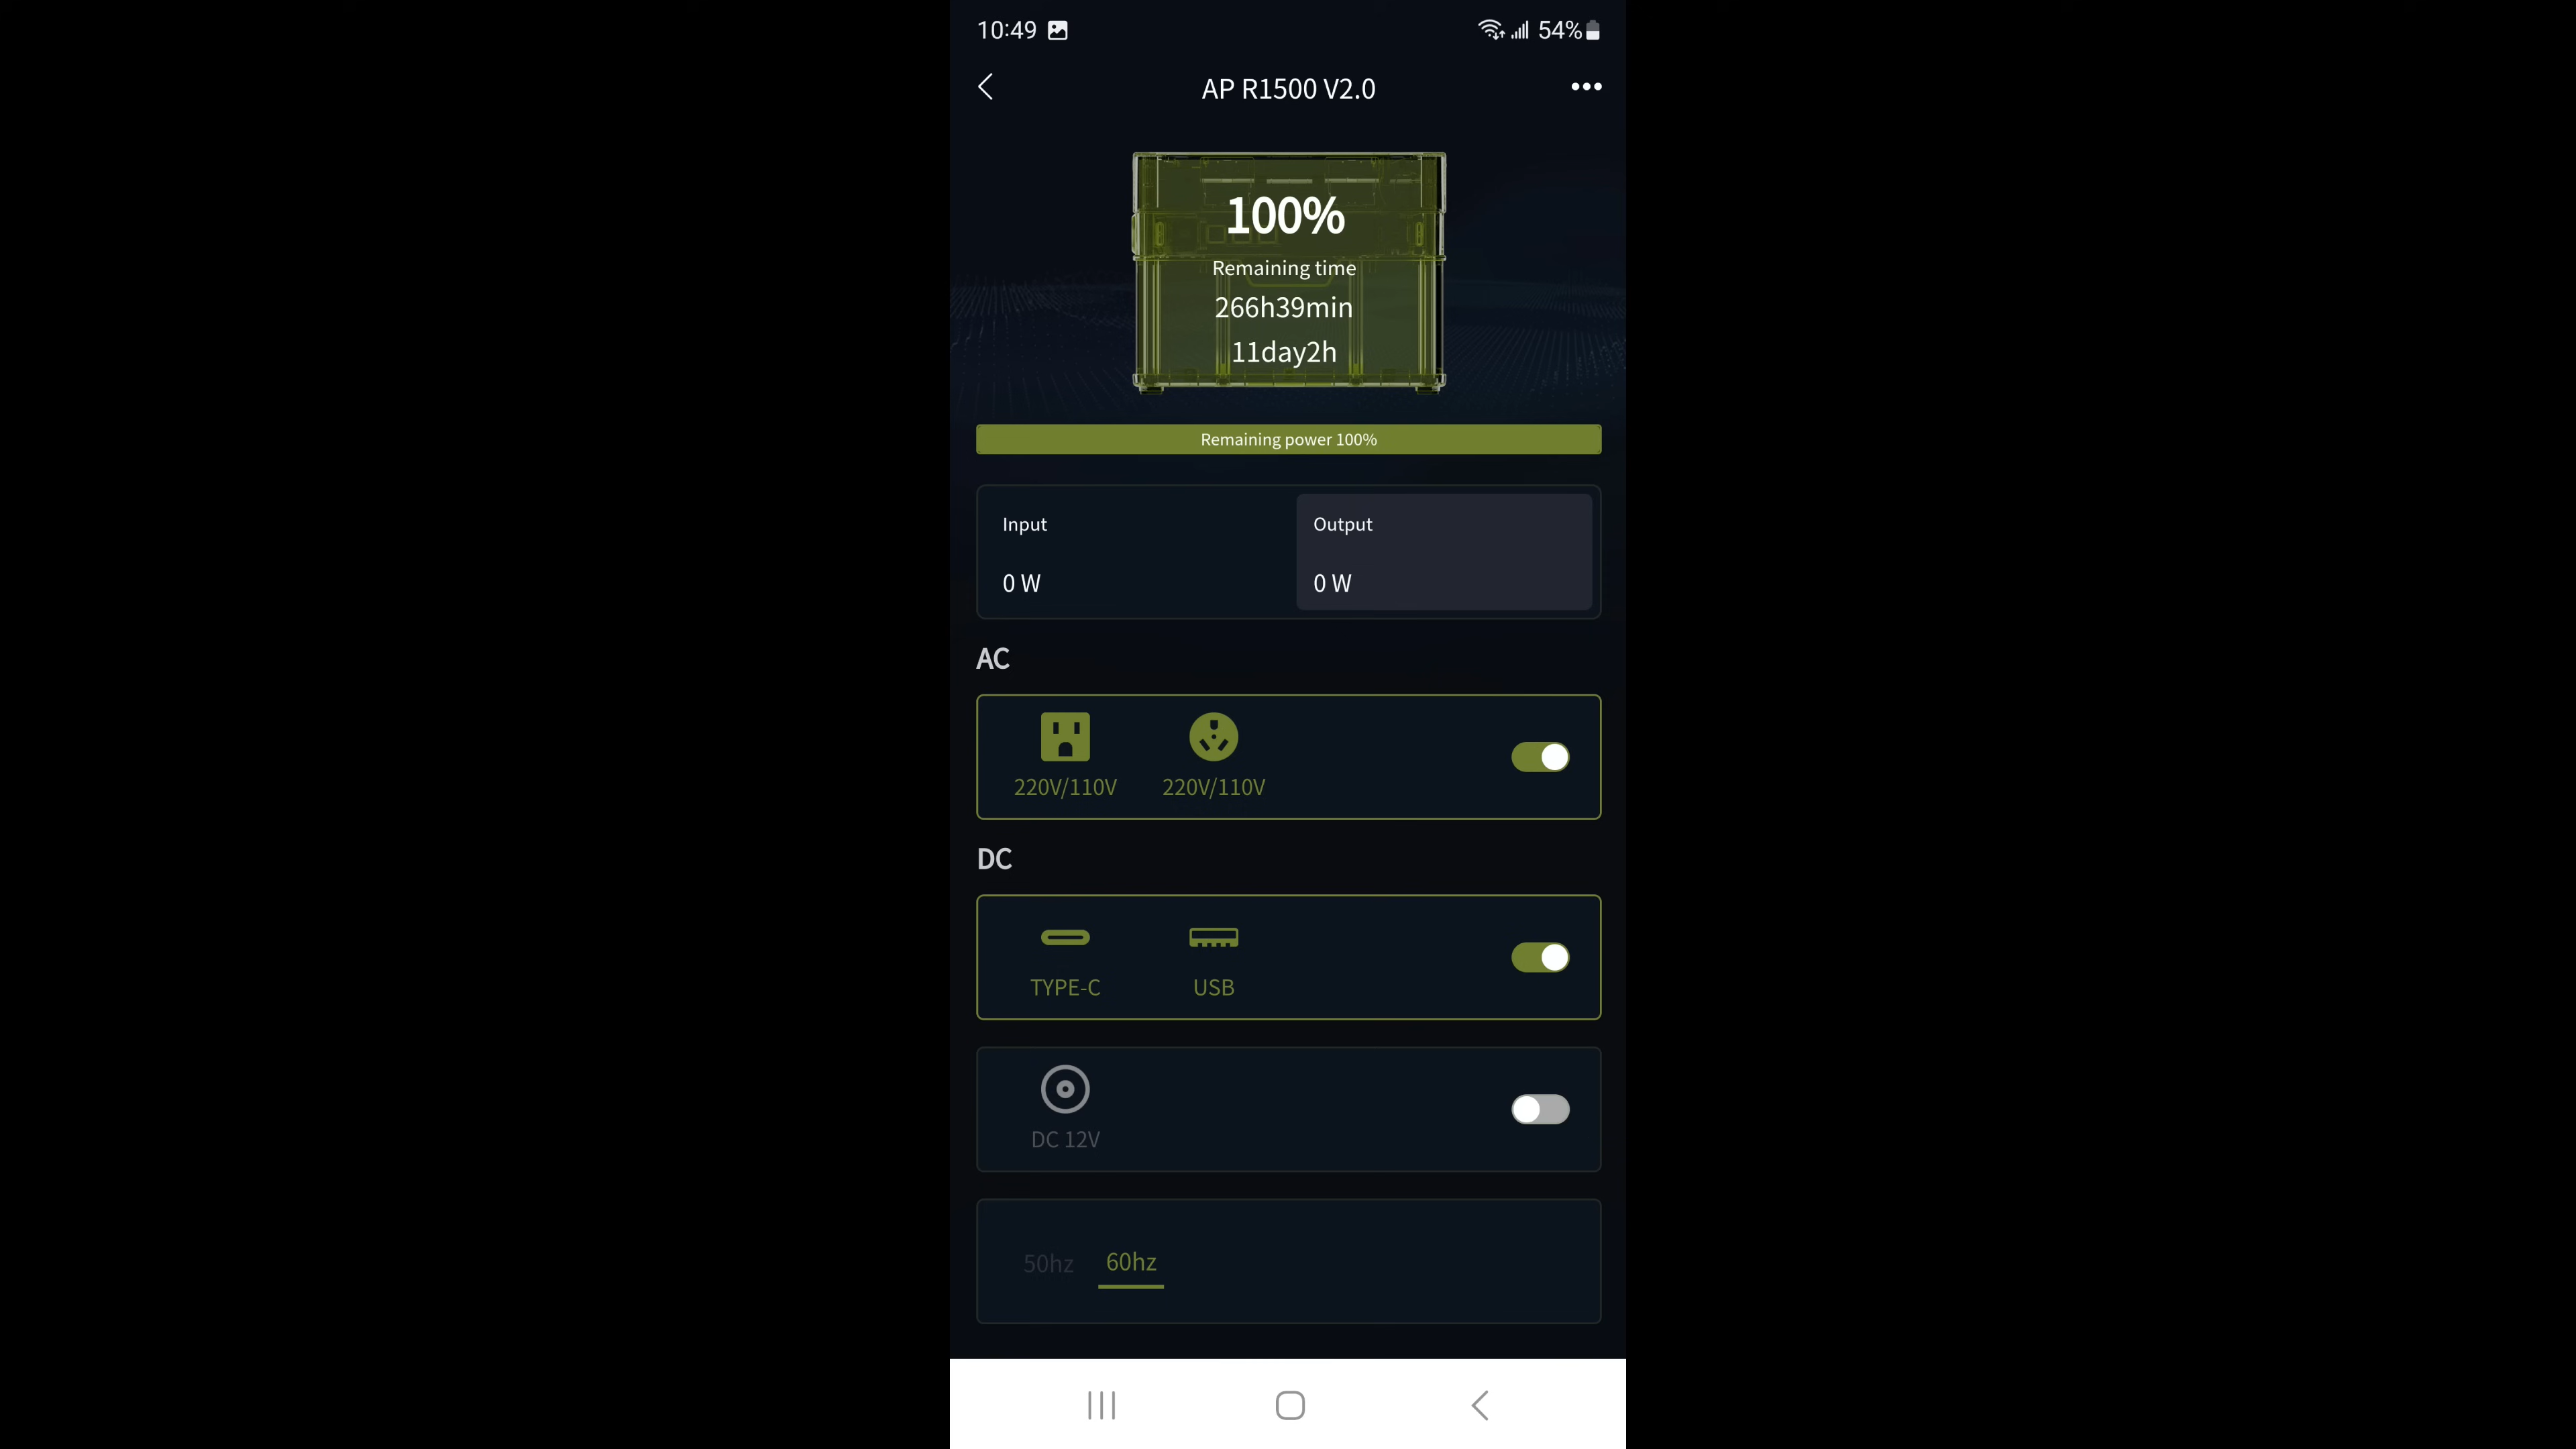 10:49 54%
AP R1500 V2.0
100%
Remaining time
266h39min
11day2h
Remaining power 100%
Input Output
0 W 0 W
AC
220V/110V 220V/110V
DC
TYPE-C USB
DC 12V
50hz 60hz